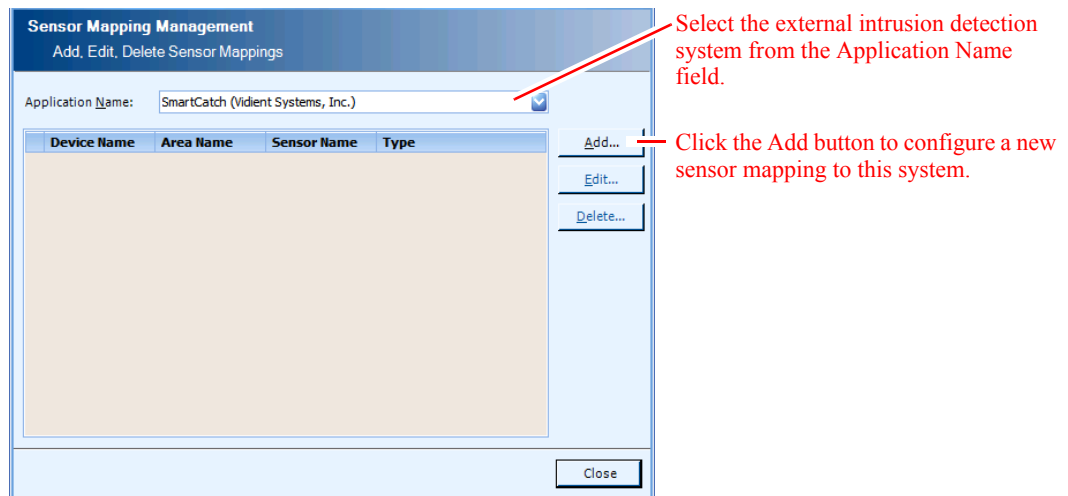 Sensor Mapping Management
Add, Edit, Delete Sensor Mappings
Select the external intrusion detection
system from the Application Name
field.
Application Name:
SmartCatch (Vidient Systems, Inc.)
Device Name Area Name Sensor Name Type
Add...
Click the Add button to configure a new
sensor mapping to this system.
Edit...
Delete...
Close